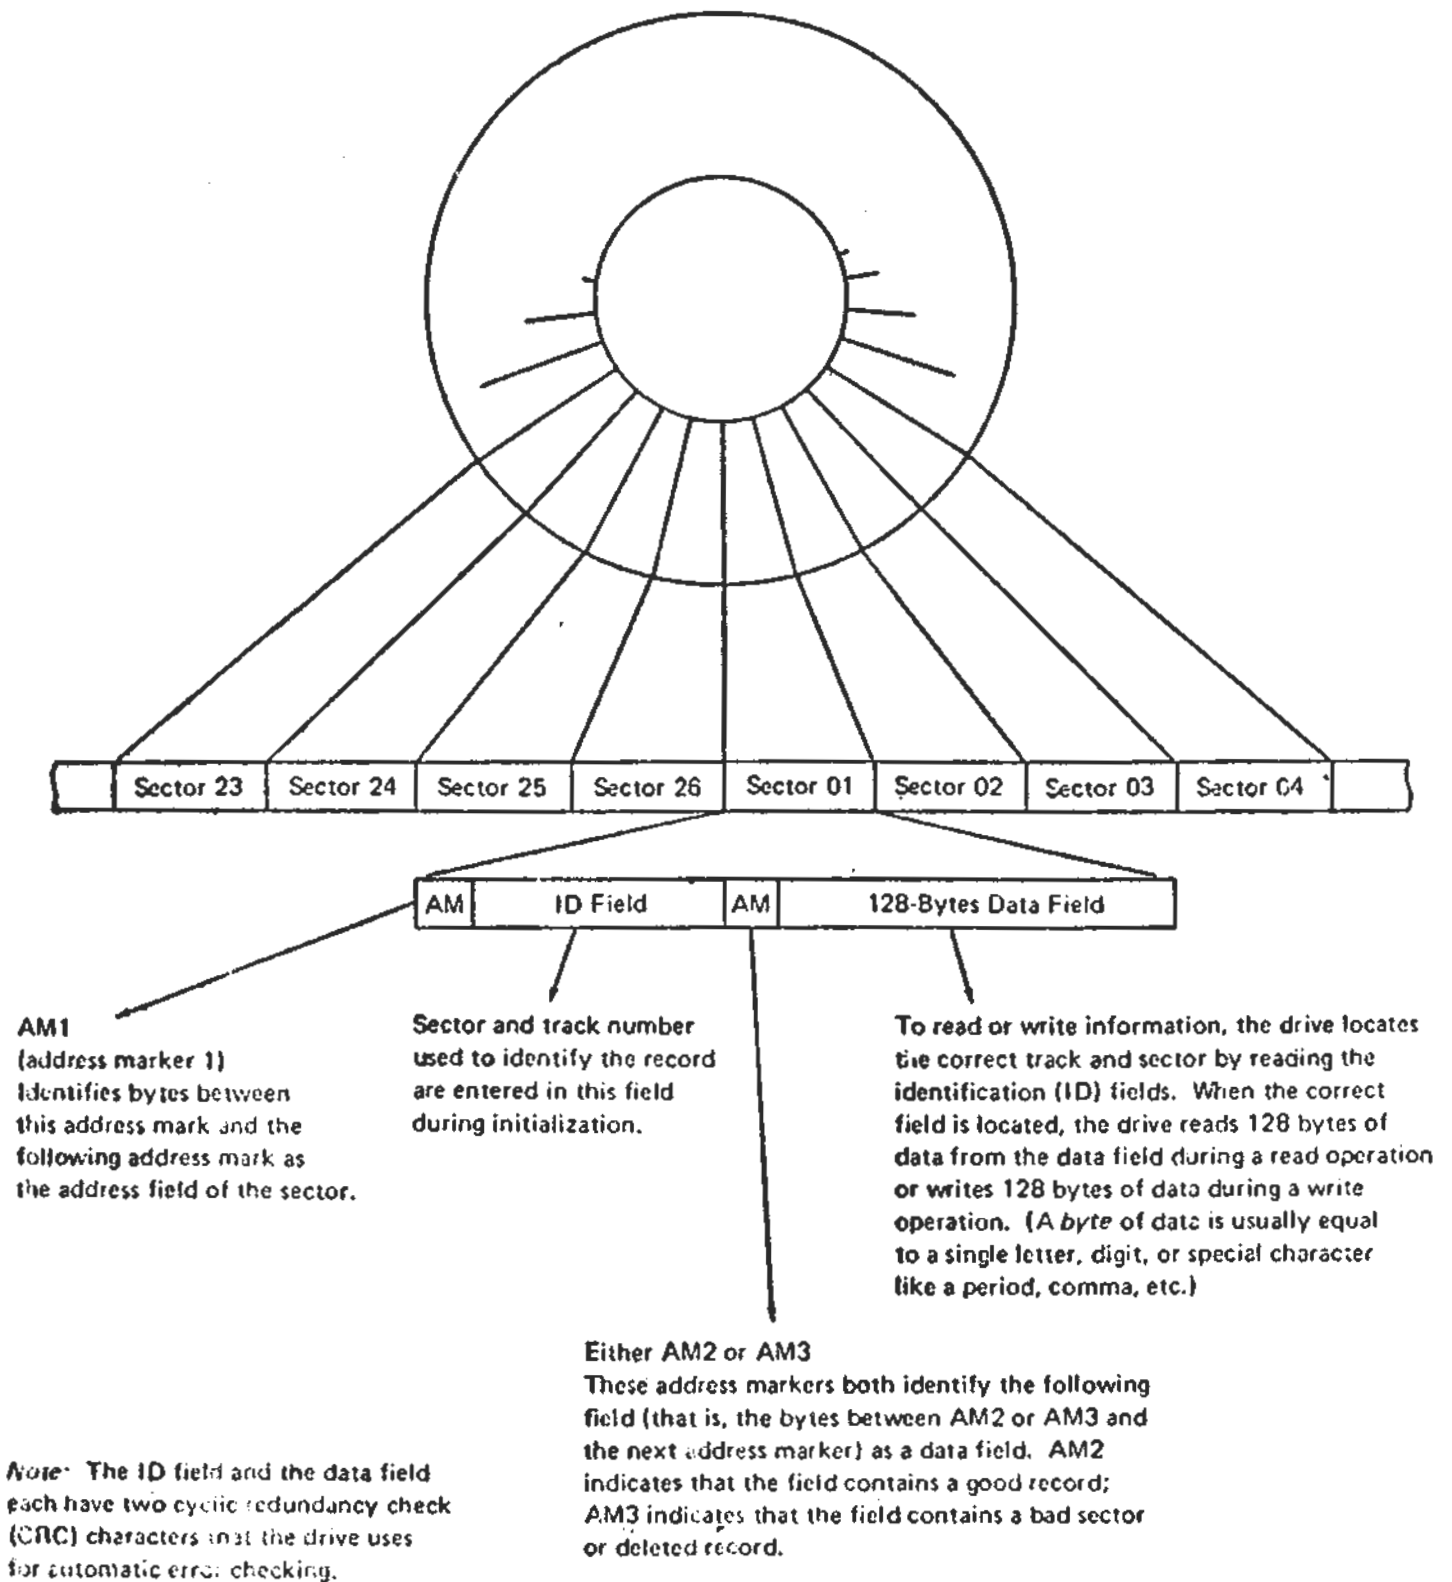 Sector 23 Sector 24 Sector 25 Sector 26 Sector 01 Sector 02 Sector 03 Sector 04
AM ID Field AM 128-Bytes Data Field
AM1
(address marker 1)
Identifies bytes between
this address mark and the
following address mark as
the address field of the sector.
Sector and track number
used to identify the record
are entered in this field
during initialization.
To read or write information, the drive locates
the correct track and sector by reading the
identification (ID) fields. When the correct
field is located, the drive reads 128 bytes of
data from the data field during a read operation
or writes 128 bytes of data during a write
operation. (A byte of data is usually equal
to a single letter, digit, or special character
like a period, comma, etc.)
Either AM2 or AM3
These address markers both identify the following
field (that is, the bytes between AM2 or AM3 and
the next address marker) as a data field. AM2
indicates that the field contains a good record;
AM3 indicates that the field contains a bad sector
or deleted record.
Note: The ID field and the data field
each have two cyclic redundancy check
(CRC) characters that the drive uses
for automatic error checking.